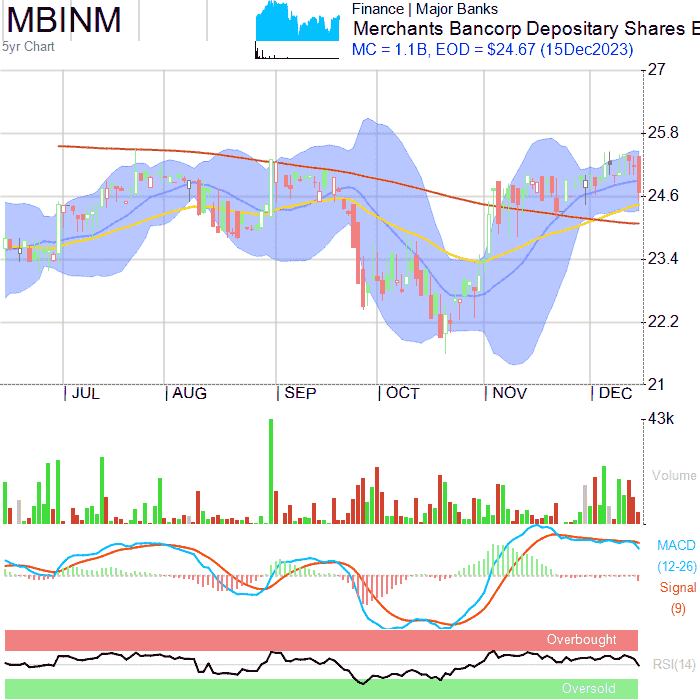 MBINM
5yr Chart
Finance | Major Banks
Merchants Bancorp Depositary Shares E
MC = 1.1B, EOD = $24.67 (15Dec2023)
27
25.8
24.6
23.4
22.2
21
JUL AUG SEP OCT NOV DEC
43k
Volume
MACD
(12-26)
Signal
(9)
Overbought
RSI(14)
Oversold